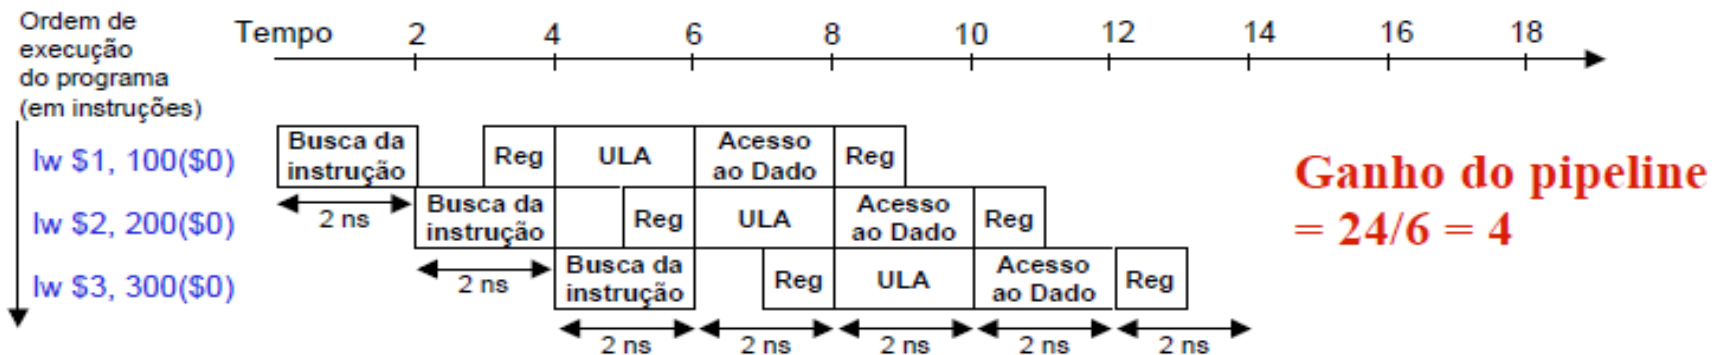 Ordem de
execução
do programa
(em instruções)
Tempo 2 4 6 8 10 12 14 16 18
lw $1, 100($0)
Busca da
instrução
Reg
ULA
Acesso
ao Dado
Reg
2 ns
lw $2, 200($0)
Busca da
instrução
Reg
ULA
Acesso
ao Dado
Reg
2 ns
lw $3, 300($0)
Busca da
instrução
Reg
ULA
Acesso
ao Dado
Reg
2 ns 2 ns 2 ns 2 ns 2 ns
Ganho do pipeline
= 24/6 = 4